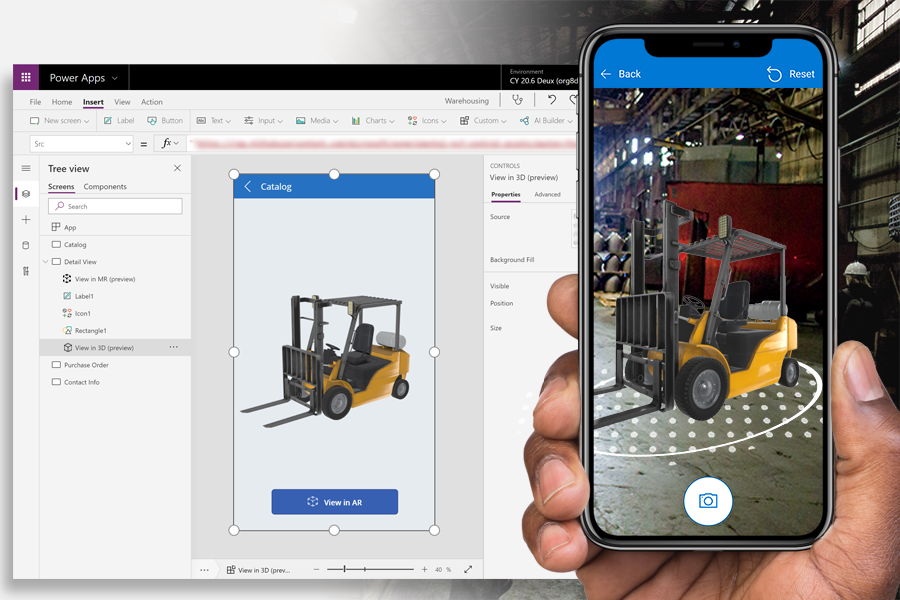 Power Apps
Environment
CY 20.6 Deux (org8d
File Home Insert View Action
Warehousing
New screen Label Button Text Input Media Charts Icons Custom AI Builder
Src = fx
Tree view
Screens Components
Search
App
Catalog
Detail View
View in MR (preview)
Label1
Icon1
Rectangle1
View in 3D (preview)
Purchase Order
Contact Info
Catalog
View in AR
View in 3D (prev...
40 %
CONTROLS
View in 3D (preview)
Properties Advanced
Source
Background Fill
Visible
Position
Size
Back Reset